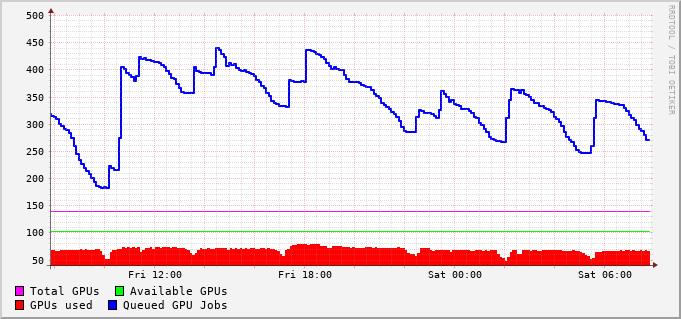 500
450
400
350
300
250
200
150
100
50
Fri 12:00 Fri 18:00 Sat 00:00 Sat 06:00
Total GPUs Available GPUs
GPUs used Queued GPU Jobs
RRDTOOL / TOBI OETIKER